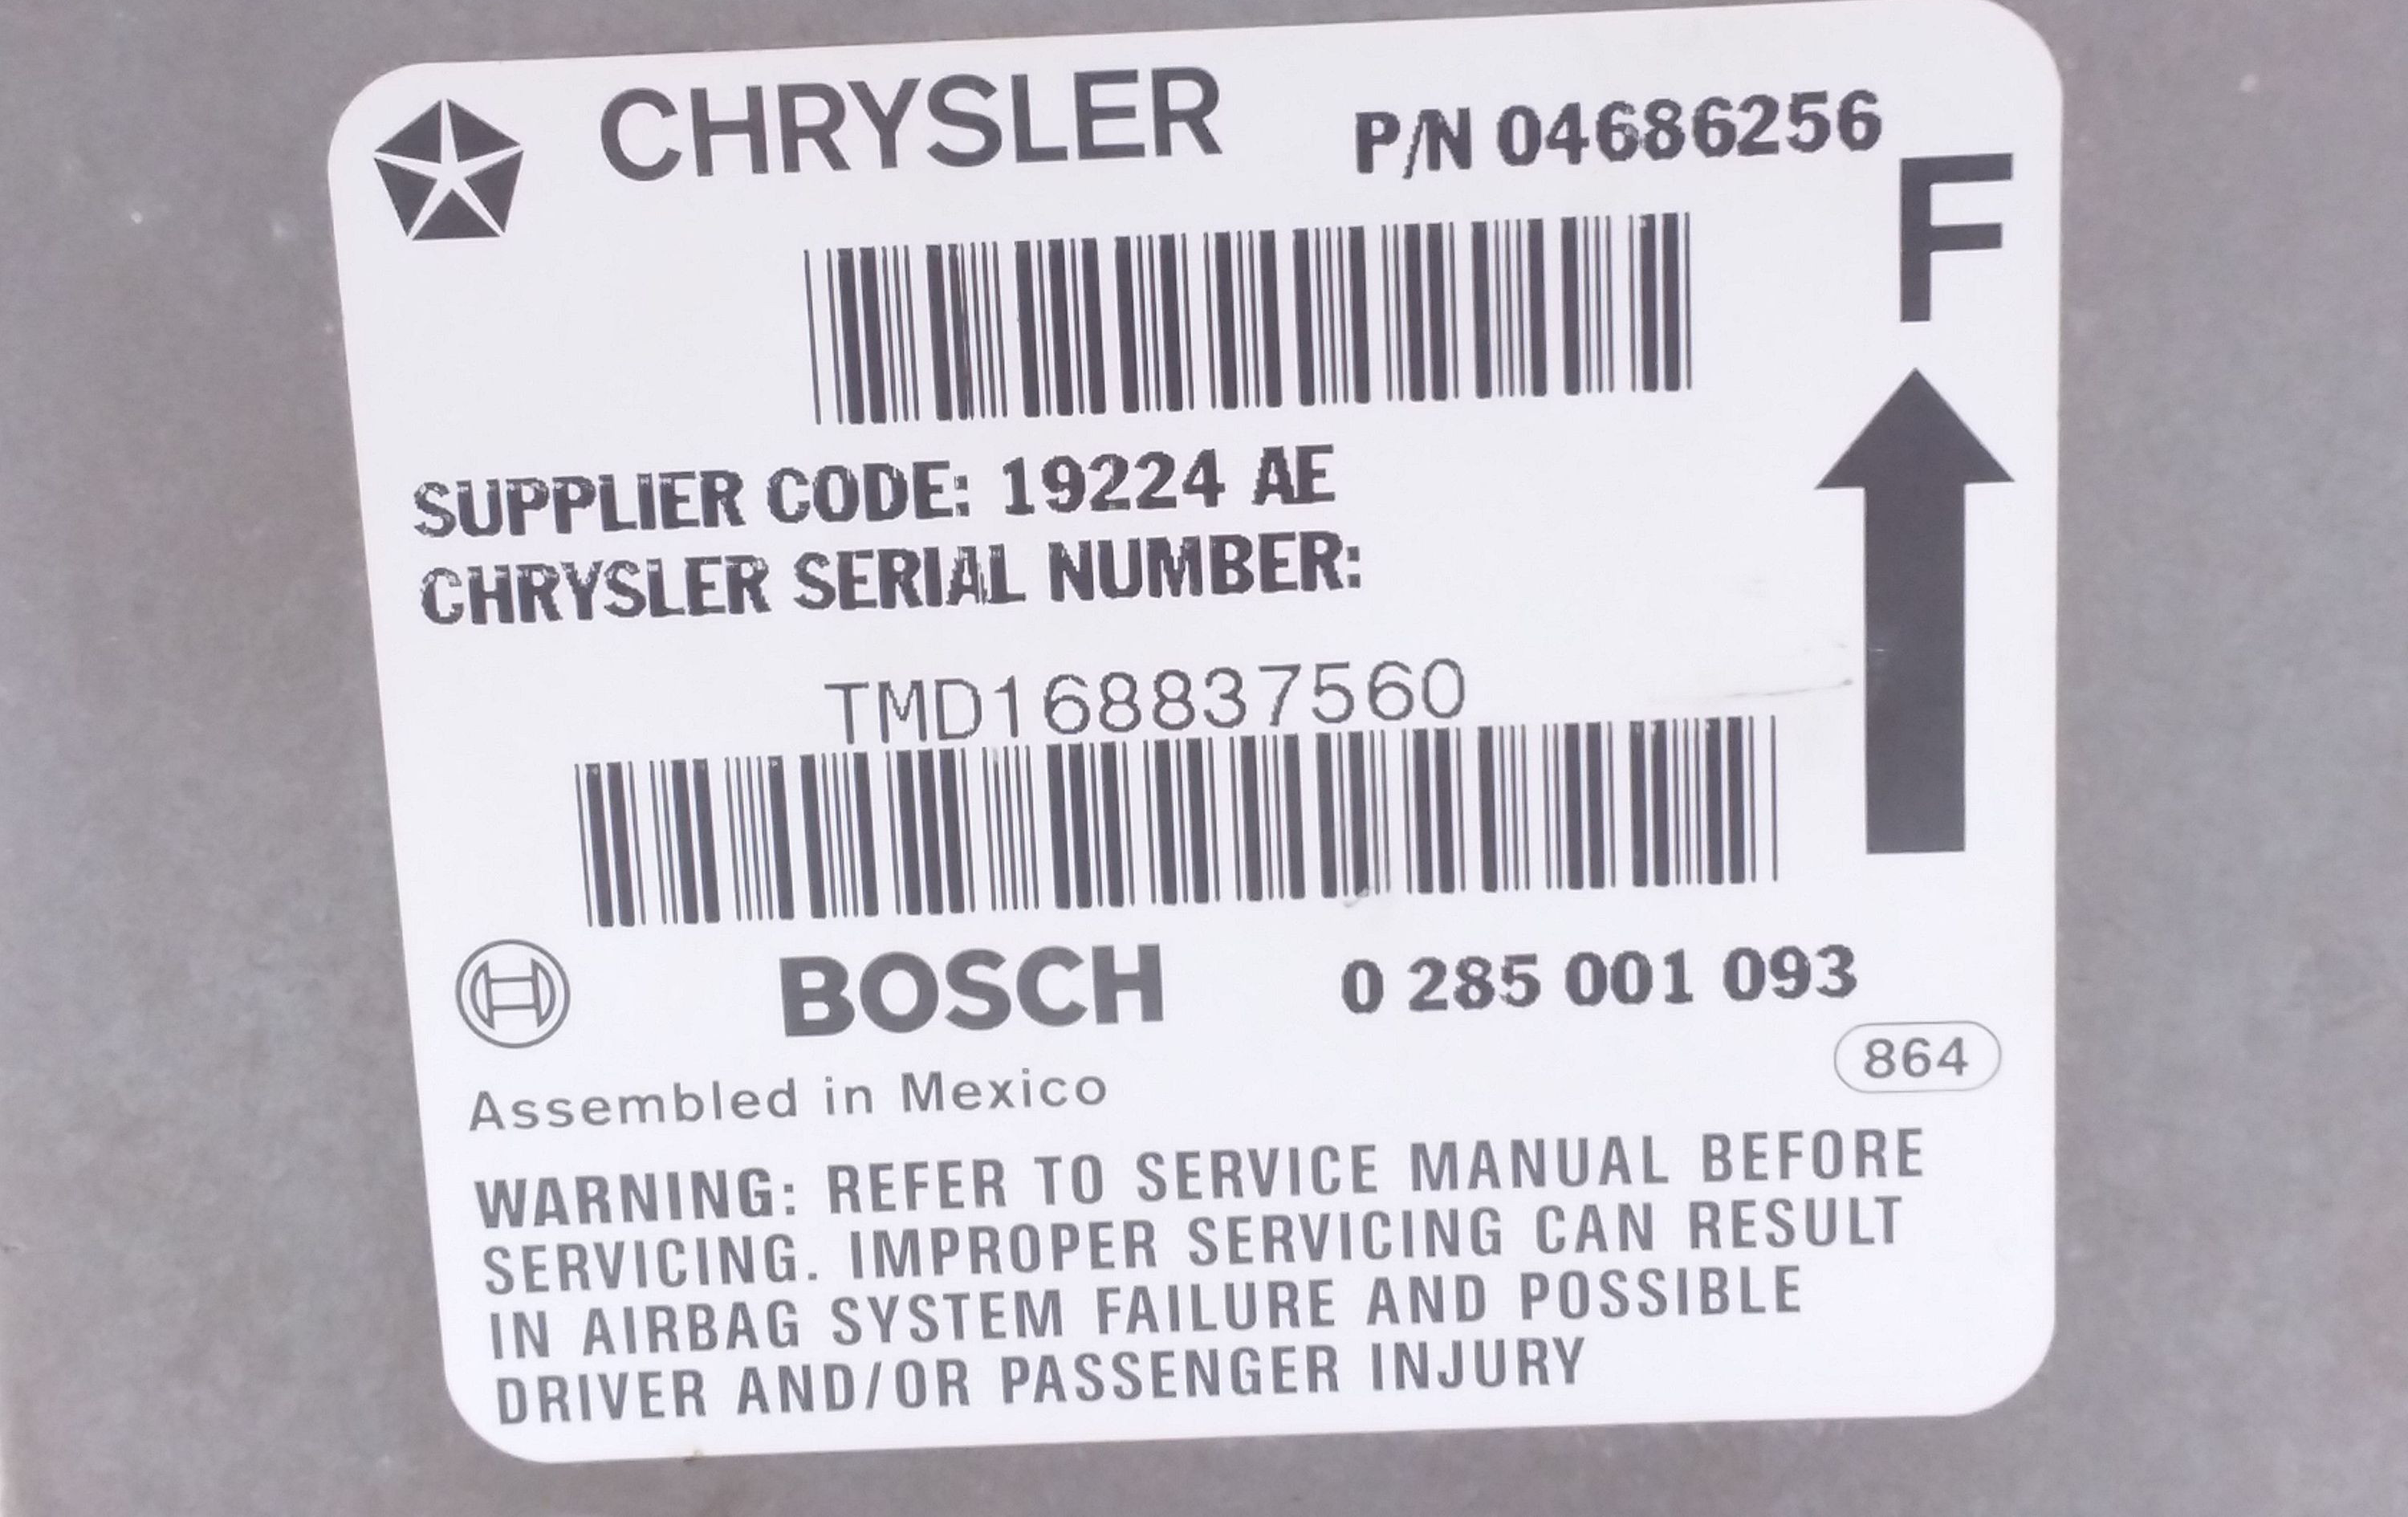 CHRYSLER P/N 04686256
F
SUPPLIER CODE: 19224 AE
CHRYSLER SERIAL NUMBER:
TMD168837560
BOSCH 0 285 001 093
864
Assembled in Mexico
WARNING: REFER TO SERVICE MANUAL BEFORE
SERVICING. IMPROPER SERVICING CAN RESULT
IN AIRBAG SYSTEM FAILURE AND POSSIBLE
DRIVER AND/OR PASSENGER INJURY